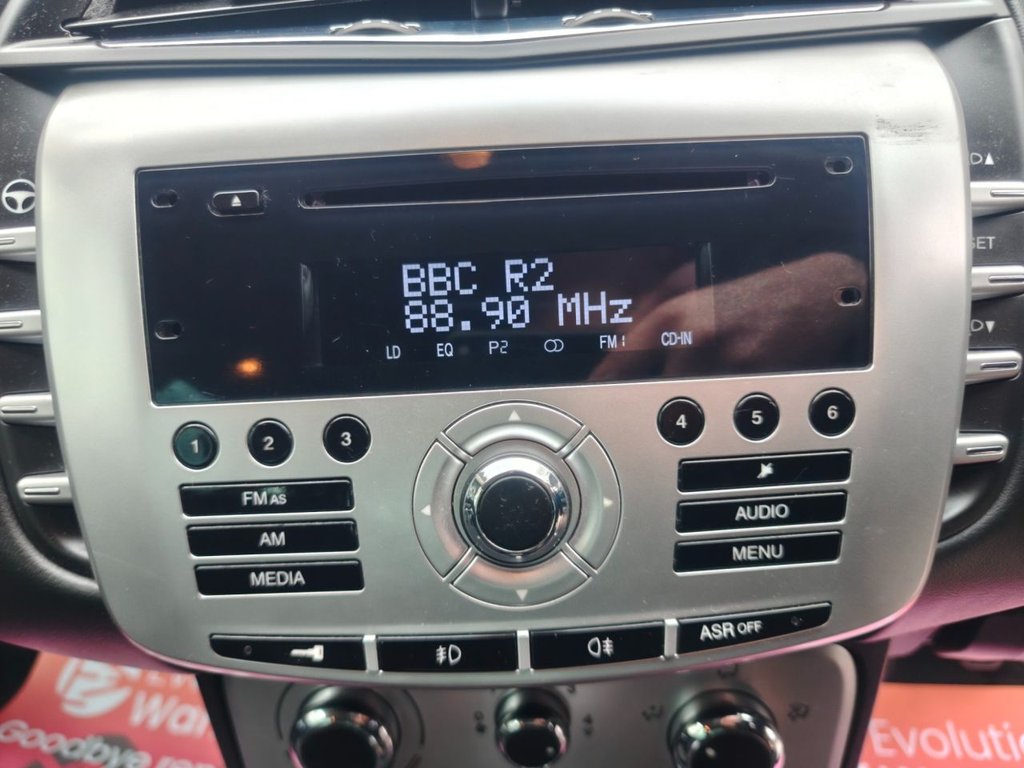 SET
BBC R2
88.90 MHz
LD EQ P2 FM1 CD-IN
1 2 3 4 5 6
FM AS
AM
MEDIA
AUDIO
MENU
ASR OFF
Goodbye
Evoluti